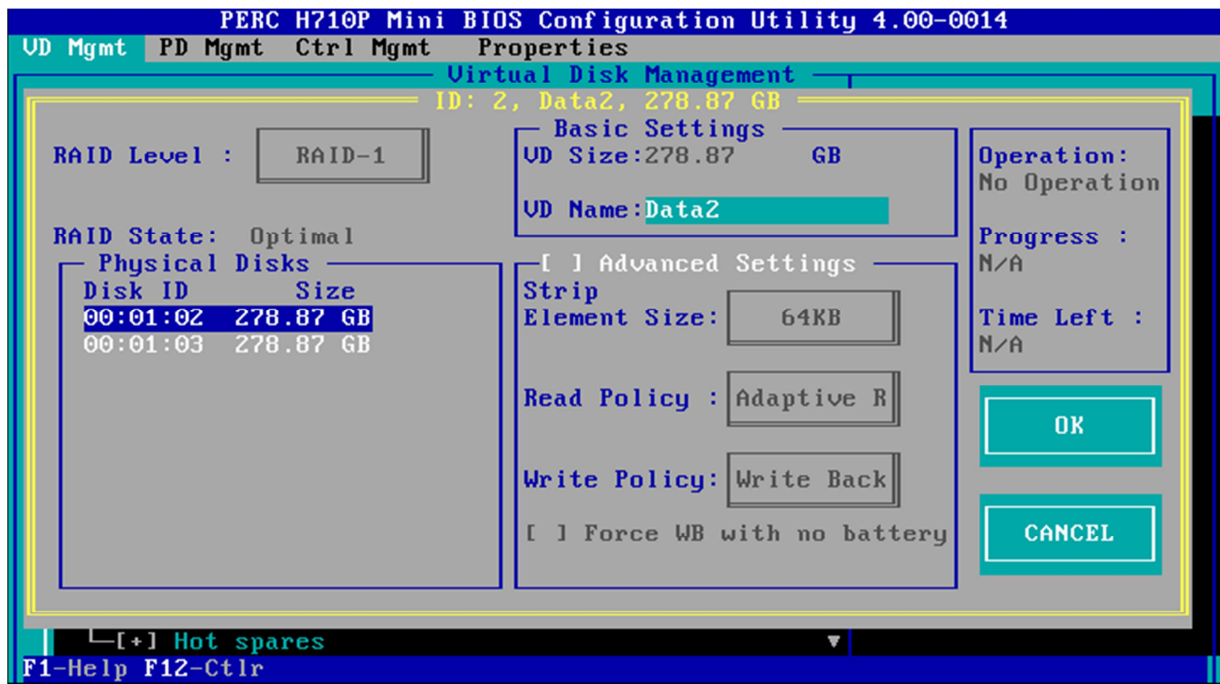 PERC H710P Mini BIOS Configuration Utility 4.00-0014
VD Mgmt PD Mgmt Ctrl Mgmt Properties
Virtual Disk Management
ID: 2, Data2, 278.87 GB
RAID Level : RAID-1
RAID State: Optimal
Physical Disks
Disk ID Size
00:01:02 278.87 GB
00:01:03 278.87 GB
Basic Settings
VD Size:278.87 GB
VD Name:Data2
[ ] Advanced Settings
Strip
Element Size: 64KB
Read Policy : Adaptive R
Write Policy: Write Back
[ ] Force WB with no battery
Operation:
No Operation
Progress :
N/A
Time Left :
N/A
OK
CANCEL
[+] Hot spares
F1-Help F12-Ctlr